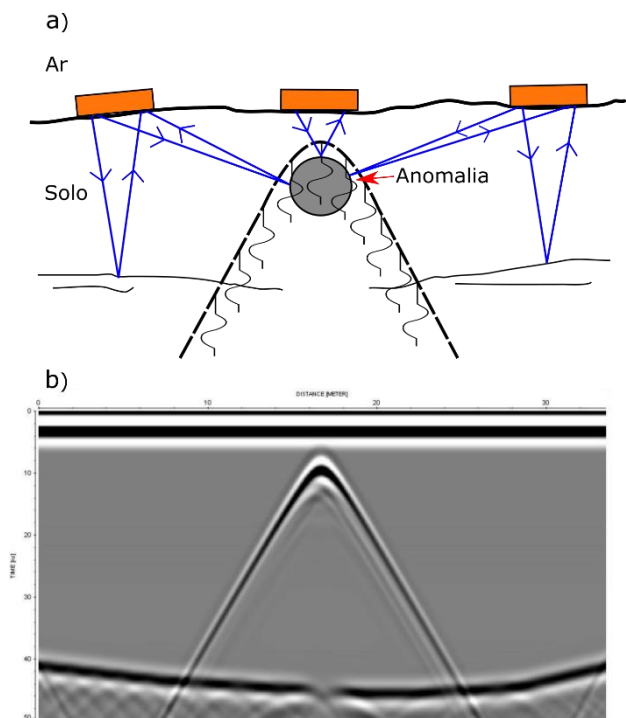 a)
Ar
Solo
Anomalia
b)
DISTANCE [METER]
0 10 20 30
0
10
20
30
40
50
TIME [ns]